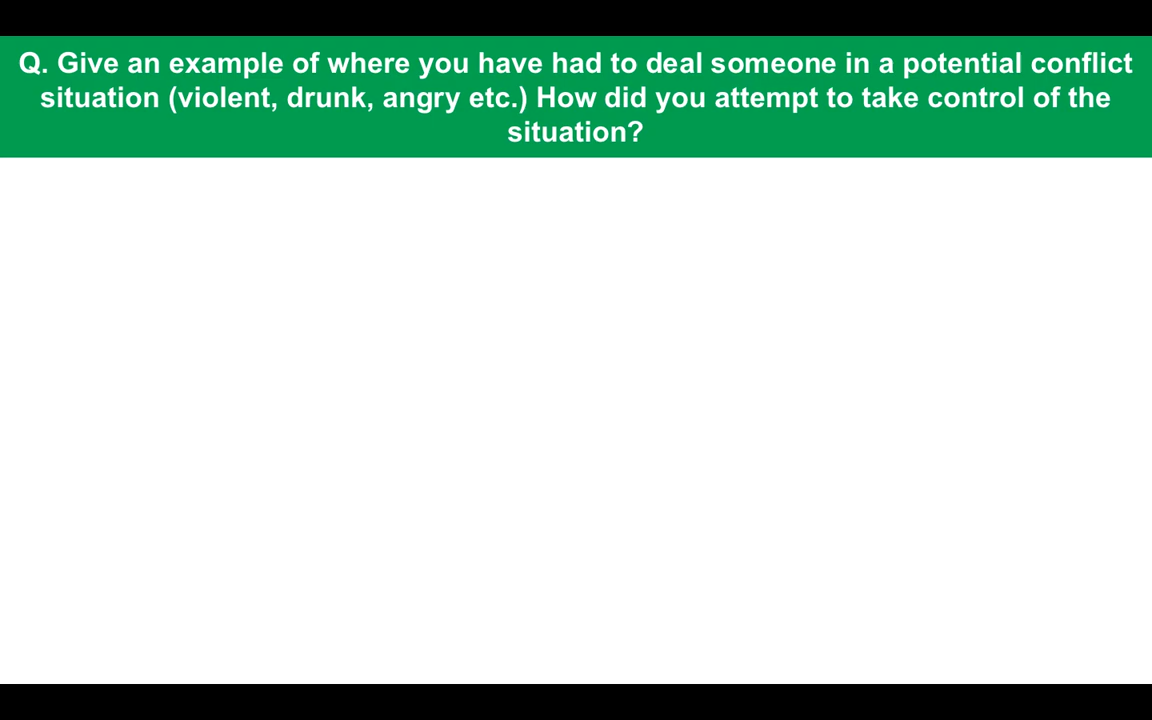 Q. Give an example of where you have had to deal someone in a potential conflict
situation (violent, drunk, angry etc.) How did you attempt to take control of the
situation?